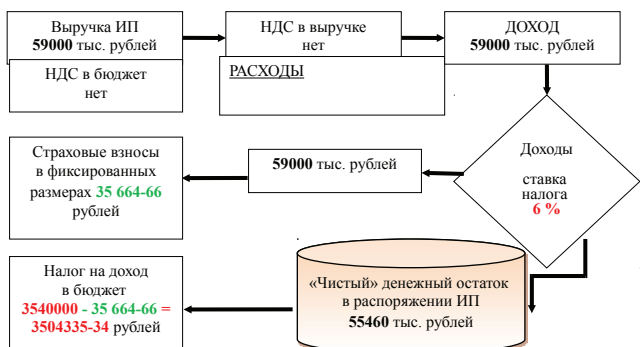 Выручка ИП
59000 тыс. рублей
НДС в выручке
нет
ДОХОД
59000 тыс. рублей
НДС в бюджет
нет
РАСХОДЫ
Страховые взносы
в фиксированных
размерах 35 664-66
рублей
59000 тыс. рублей
Доходы
ставка
налога
6 %
Налог на доход
в бюджет
3540000 - 35 664-66 =
3504335-34 рублей
«Чистый» денежный остаток
в распоряжении ИП
55460 тыс. рублей